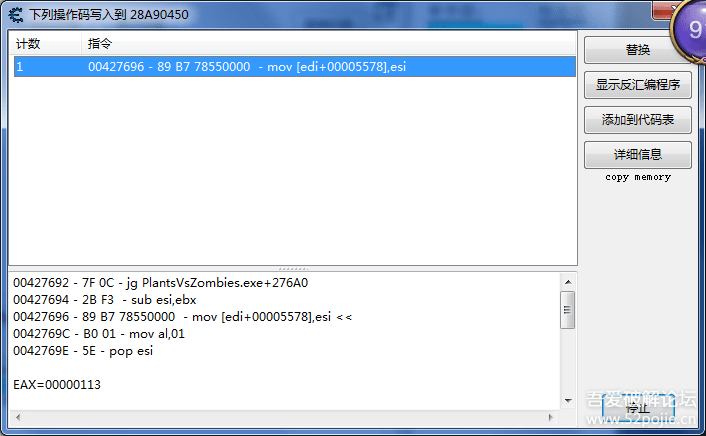 下列操作码写入到 28A90450
计数 指令
1 00427696 - 89 B7 78550000 - mov [edi+00005578],esi
替换
显示反汇编程序
添加到代码表
详细信息
copy memory
00427692 - 7F 0C - jg PlantsVsZombies.exe+276A0
00427694 - 2B F3 - sub esi,ebx
00427696 - 89 B7 78550000 - mov [edi+00005578],esi <<
0042769C - B0 01 - mov al,01
0042769E - 5E - pop esi
EAX=00000113
停止
吾爱破解论坛
www.52pojie.cn